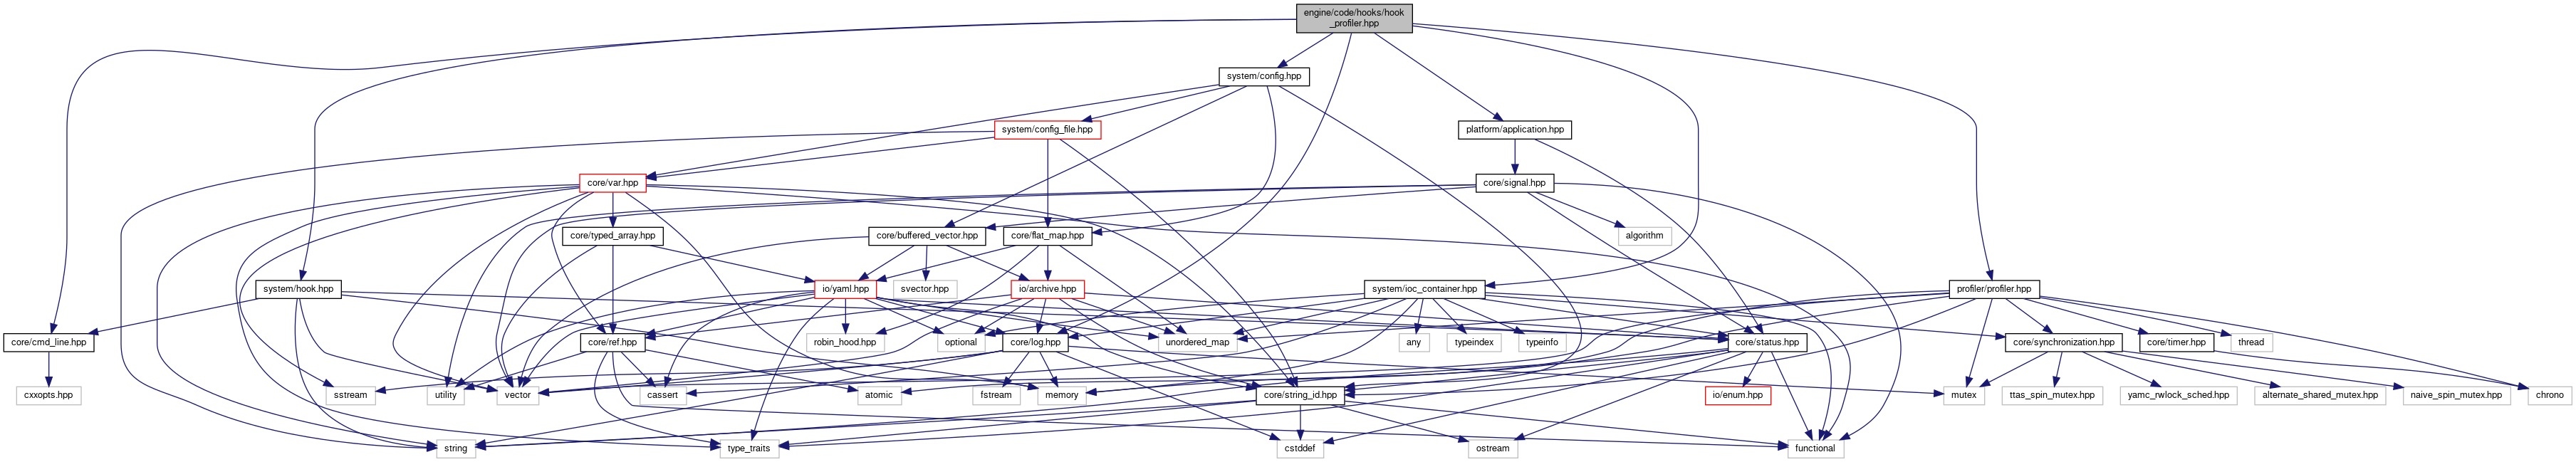 engine/code/hooks/hook
_profiler.hpp
system/config.hpp
system/config_file.hpp
platform/application.hpp
core/var.hpp
core/signal.hpp
core/typed_array.hpp
core/buffered_vector.hpp
core/flat_map.hpp
algorithm
system/hook.hpp
io/yaml.hpp
svector.hpp
io/archive.hpp
system/ioc_container.hpp
profiler/profiler.hpp
core/cmd_line.hpp
core/ref.hpp
robin_hood.hpp
optional
core/log.hpp
unordered_map
any
typeindex
typeinfo
core/status.hpp
core/synchronization.hpp
core/timer.hpp
thread
cxxopts.hpp
sstream
utility
vector
cassert
atomic
fstream
memory
core/string_id.hpp
io/enum.hpp
mutex
ttas_spin_mutex.hpp
yamc_rwlock_sched.hpp
alternate_shared_mutex.hpp
naive_spin_mutex.hpp
chrono
string
type_traits
cstddef
ostream
functional